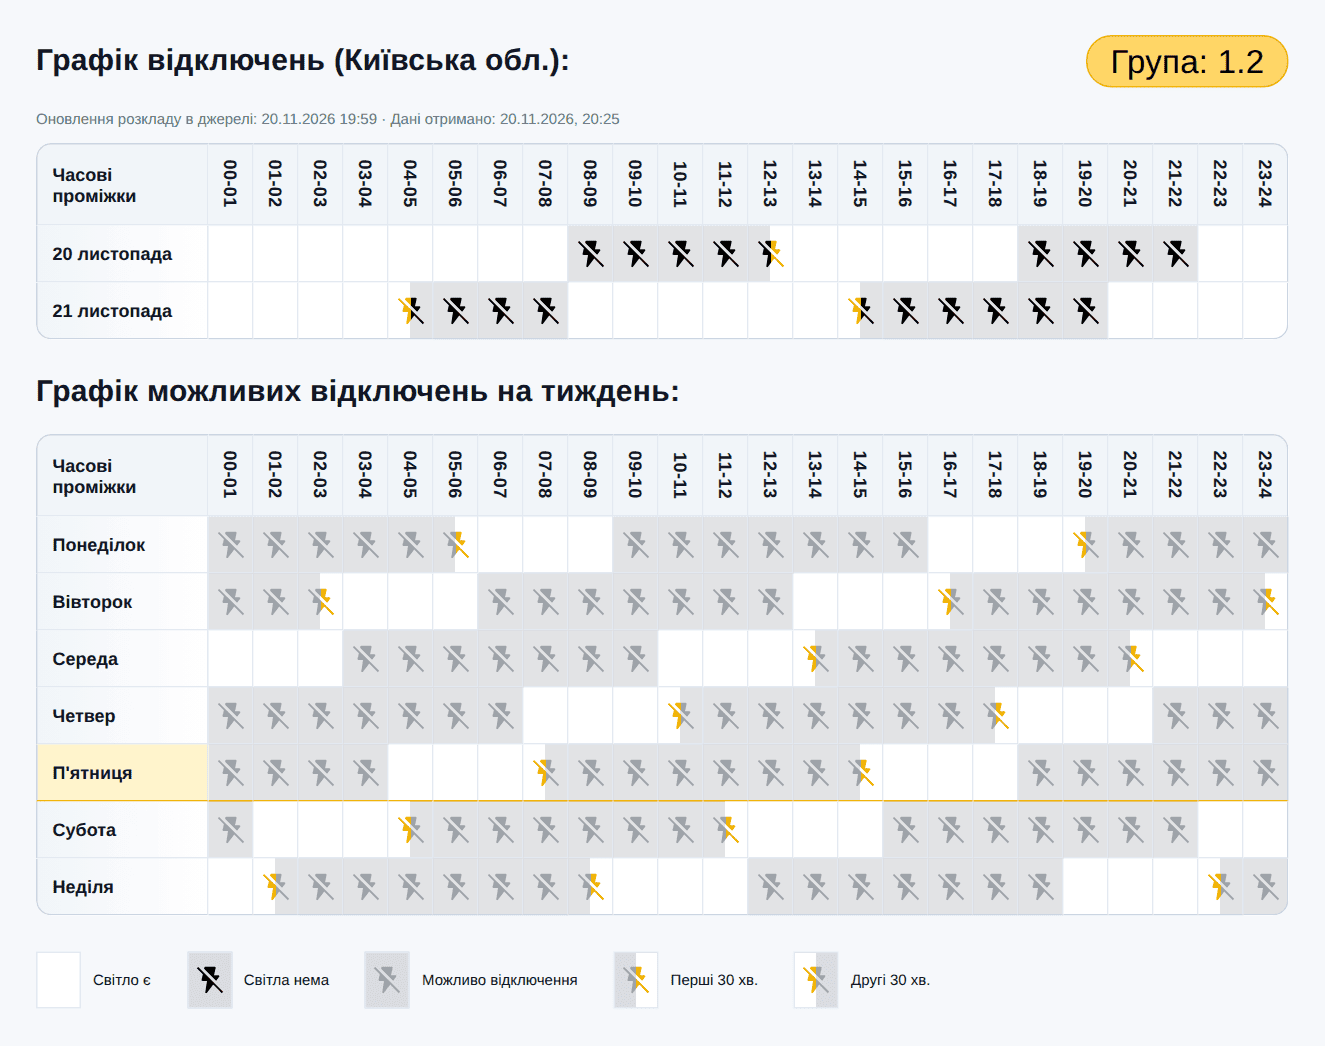 Графік відключень (Київська обл.):
Група: 1.2
Оновлення розкладу в джерелі: 20.11.2026 19:59 · Дані отримано: 20.11.2026, 20:25
Часові проміжки 00-01 01-02 02-03 03-04 04-05 05-06 06-07 07-08 08-09 09-10 10-11 11-12 12-13 13-14 14-15 15-16 16-17 17-18 18-19 19-20 20-21 21-22 22-23 23-24
20 листопада
21 листопада
Графік можливих відключень на тиждень:
Часові проміжки 00-01 01-02 02-03 03-04 04-05 05-06 06-07 07-08 08-09 09-10 10-11 11-12 12-13 13-14 14-15 15-16 16-17 17-18 18-19 19-20 20-21 21-22 22-23 23-24
Понеділок
Вівторок
Середа
Четвер
П'ятниця
Субота
Неділя
Світло є Світла нема Можливо відключення Перші 30 хв. Другі 30 хв.